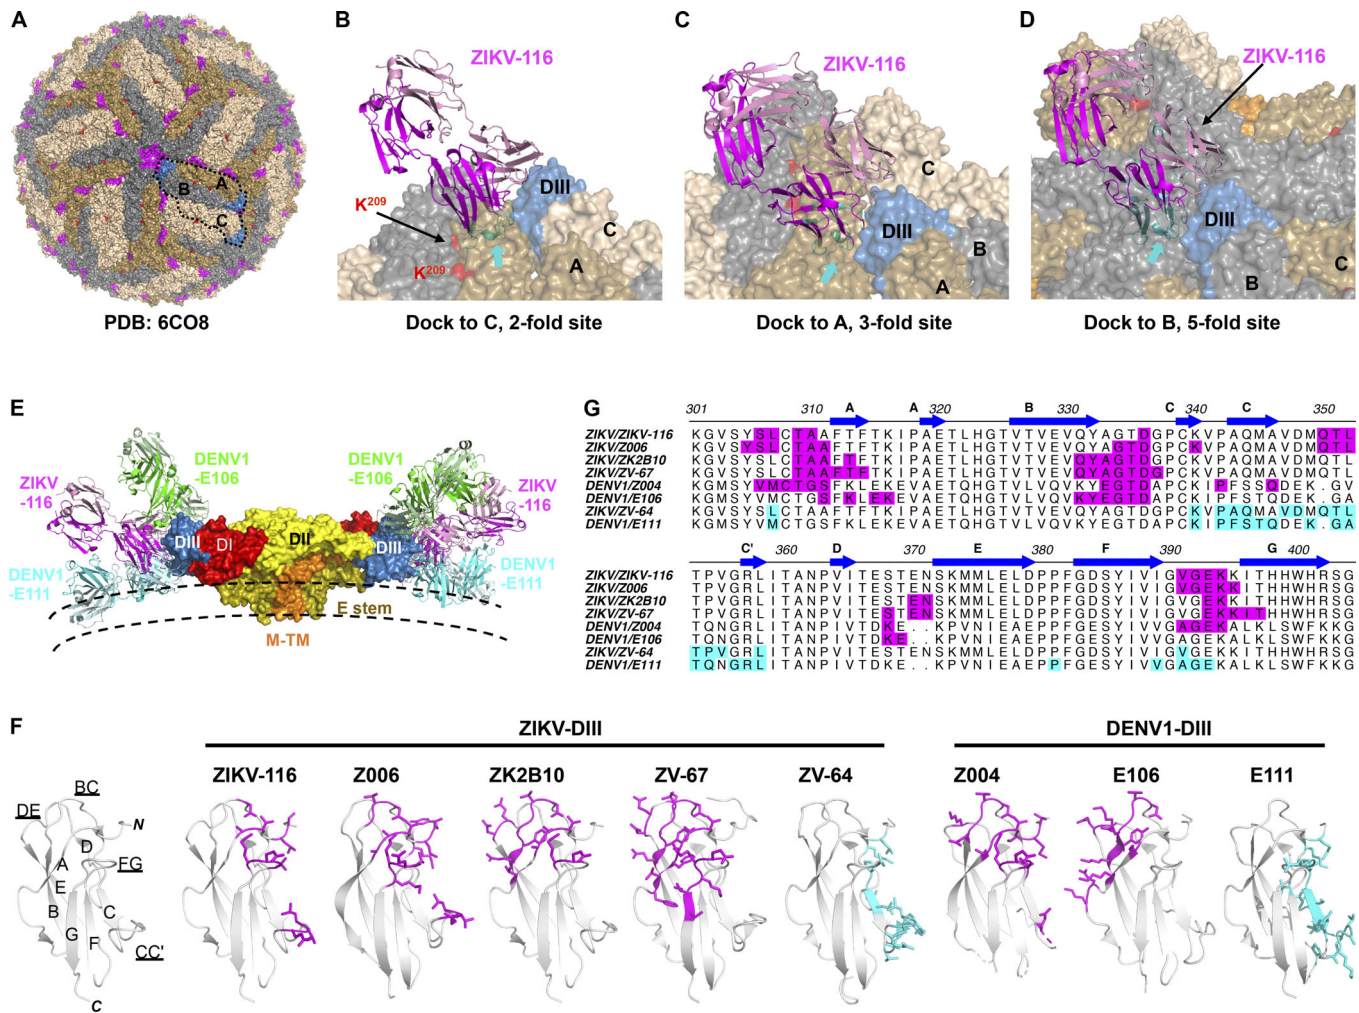 A
B
C
D
ZIKV-116
ZIKV-116
ZIKV-116
K209
K209
DIII
C
A
DIII
C
B
A
DIII
B
C
A
B
C
PDB: 6CO8
Dock to C, 2-fold site
Dock to A, 3-fold site
Dock to B, 5-fold site
E
DENV1
-E106
DENV1
-E106
ZIKV
-116
ZIKV
-116
DIII
DI
DII
DIII
DENV1
-E111
DENV1
-E111
E stem
M-TM
G
301 310 320 330 340 350
A A B C C
ZIKV/ZIKV-116 KGVSYSLCTAAFTFTKIPAETLHGTVTVEVQYAGTDGPCKVPAQMAVDMQTL
ZIKV/Z006 KGVSYSLCTAAFTFTKIPAETLHGTVTVEVQYAGTDGPCKVPAQMAVDMQTL
ZIKV/ZK2B10 KGVSYSLCTAAFTFTKIPAETLHGTVTVEVQYAGTDGPCKVPAQMAVDMQTL
ZIKV/ZV-67 KGVSYSLCTAAFTFTKIPAETLHGTVTVEVQYAGTDGPCKVPAQMAVDMQTL
DENV1/Z004 KGMSYVMCTGSFKLEKEVAETQHGTVLVQVKYEGTDAPCKIPFSTQDEK.GV
DENV1/E106 KGMSYVMCTGSFKLEKEVAETQHGTVLVQVKYEGTDAPCKIPFSTQDEK.GV
ZIKV/ZV-64 KGVSYSLCTAAFTFTKIPAETLHGTVTVEVQYAGTDGPCKVPAQMAVDMQTL
DENV1/E111 KGMSYVMCTGSFKLEKEVAETQHGTVLVQVKYEGTDAPCKIPFSTQDEK.GA
C' 360 D 370 E 380 F 390 G 400
ZIKV/ZIKV-116 TPVGRLITANPVITESTENSKMMLELDPPFGDSYIVIGVGEKKITHHWHRSG
ZIKV/Z006 TPVGRLITANPVITESTENSKMMLELDPPFGDSYIVIGVGEKKITHHWHRSG
ZIKV/ZK2B10 TPVGRLITANPVITESTENSKMMLELDPPFGDSYIVIGVGEKKITHHWHRSG
ZIKV/ZV-67 TPVGRLITANPVITESTENSKMMLELDPPFGDSYIVIGVGEKKITHHWHRSG
DENV1/Z004 TQNGRLITANPIVTDKE..KPVNIEAEPPFGESYIVVGAGEKALKLSWFKKG
DENV1/E106 TQNGRLITANPIVTDKE..KPVNIEAEPPFGESYIVVGAGEKALKLSWFKKG
ZIKV/ZV-64 TPVGRLITANPVITESTENSKMMLELDPPFGDSYIVIGVGEKKITHHWHRSG
DENV1/E111 TQNGRLITANPIVTDKE..KPVNIEAEPPFGESYIVVGAGEKALKLSWFKKG
F
ZIKV-DIII
DENV1-DIII
ZIKV-116
Z006
ZK2B10
ZV-67
ZV-64
Z004
E106
E111
BC
DE
N
D
A
FG
E
B
C
G
F
CC'
C